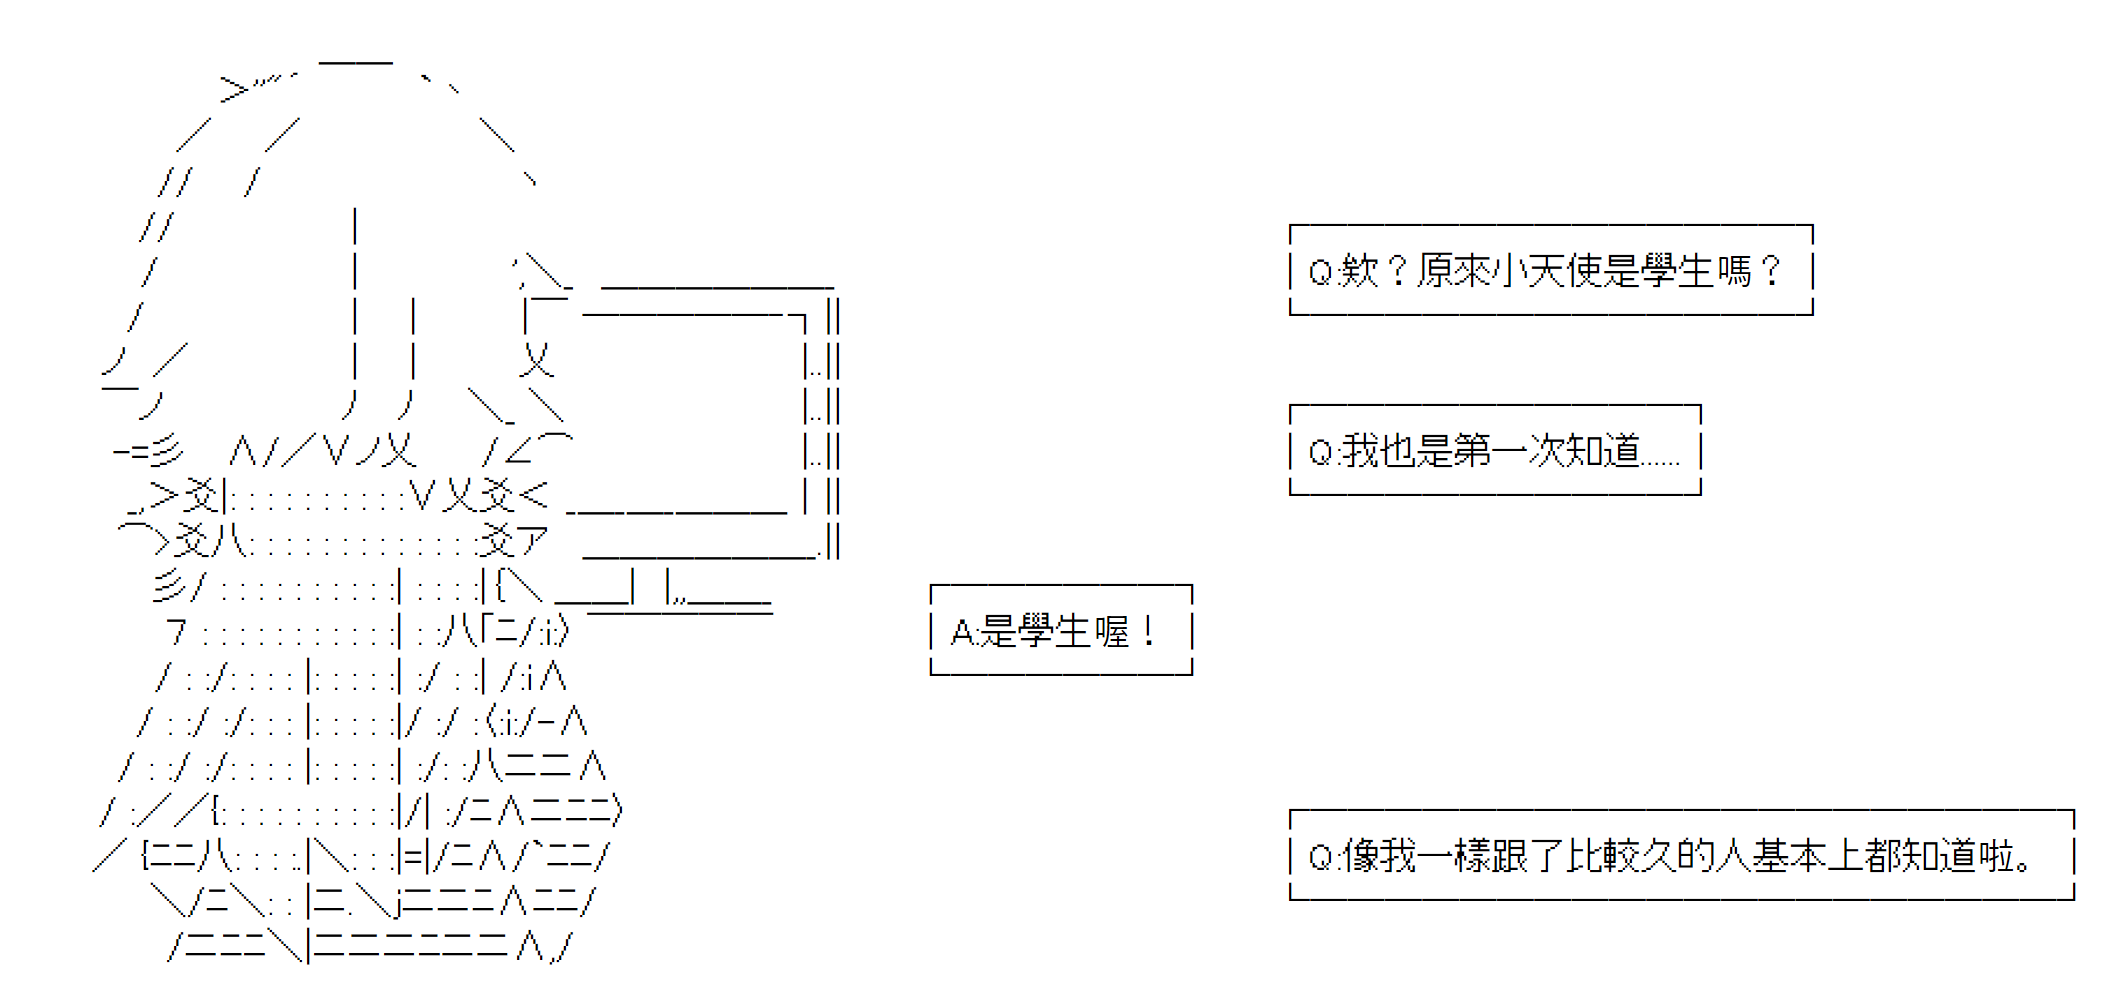 Q:欸？原來小天使是學生嗎？
Q:我也是第一次知道......
A:是學生喔！
Q:像我一樣跟了比較久的人基本上都知道啦。